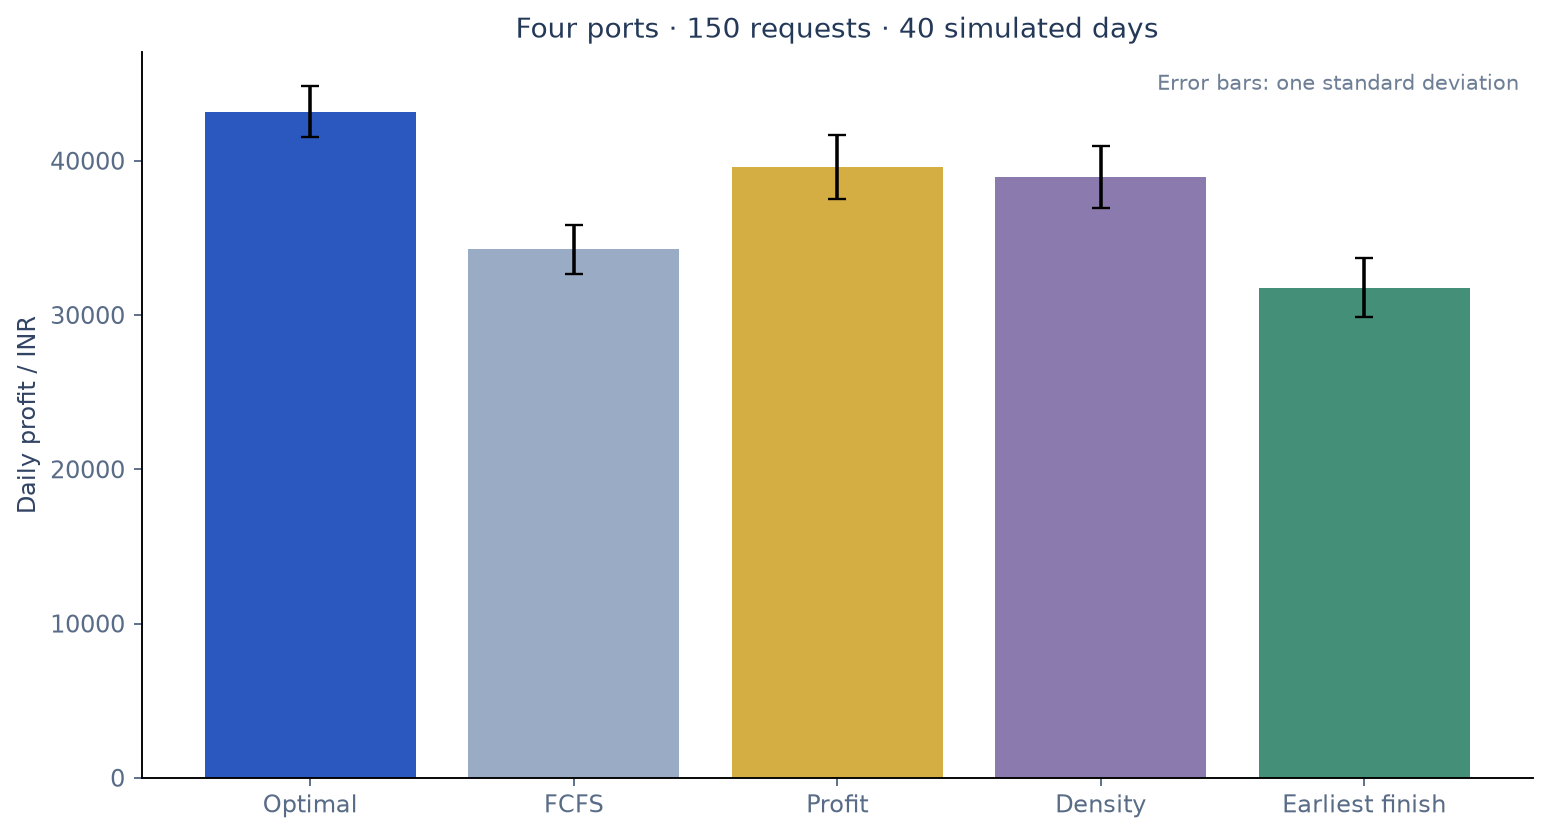 Four ports · 150 requests · 40 simulated days
Error bars: one standard deviation
Daily profit / INR
40000
30000
20000
10000
0
Optimal
FCFS
Profit
Density
Earliest finish